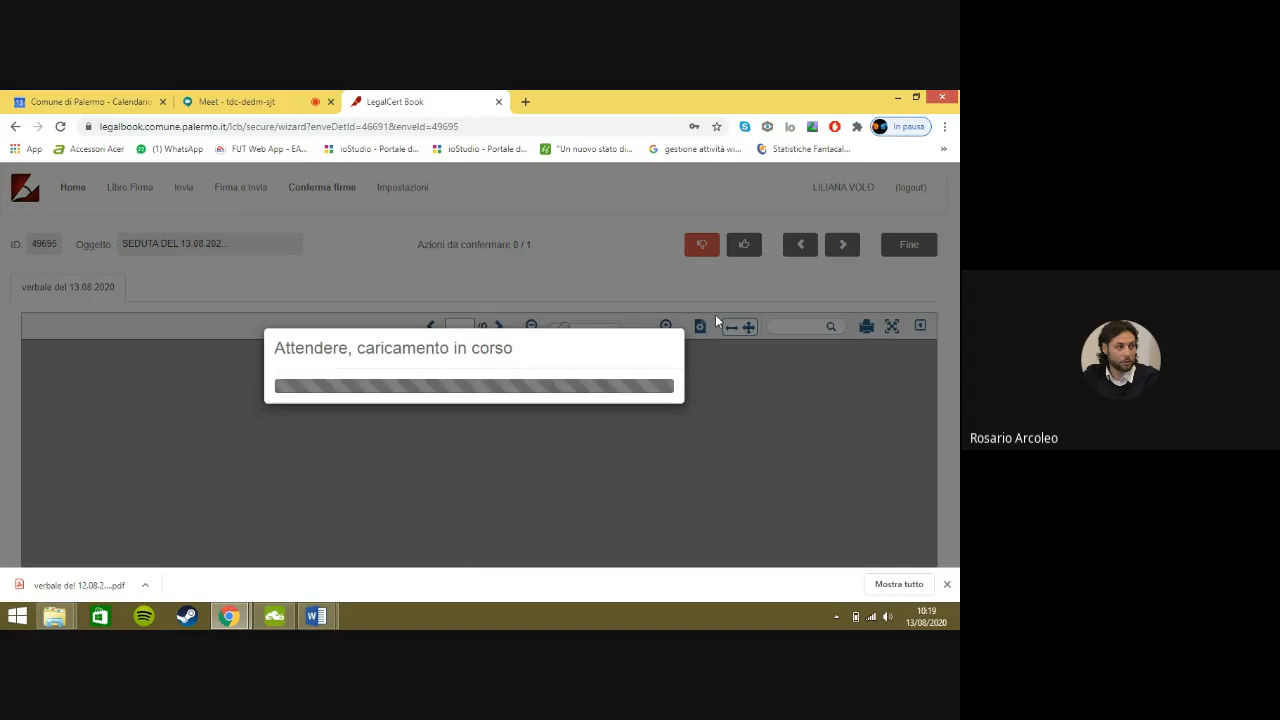 Comune di Palermo - Calendario
Meet - tdc-dedm-sjt
LegalCert Book
legalbook.comune.palermo.it/lcb/secure/wizard?enveDetId=46691&enveId=49695
In pausa
App
Accessori Acer
(1) WhatsApp
FUT Web App - EA...
ioStudio - Portale d...
ioStudio - Portale d...
"Un nuovo stato di...
gestione attività wi...
Statistiche Fantacal...
»
Home
Libro Firma
Invia
Firma e Invia
Conferma firme
Impostazioni
LILIANA VOLO
(logout)
ID:
49695
Oggetto
SEDUTA DEL 13.08.202...
Azioni da confermare 0 / 1
Fine
verbale del 13.08.2020
/0
Attendere, caricamento in corso
Rosario Arcoleo
verbale del 12.08.2....pdf
Mostra tutto
10:19
13/08/2020